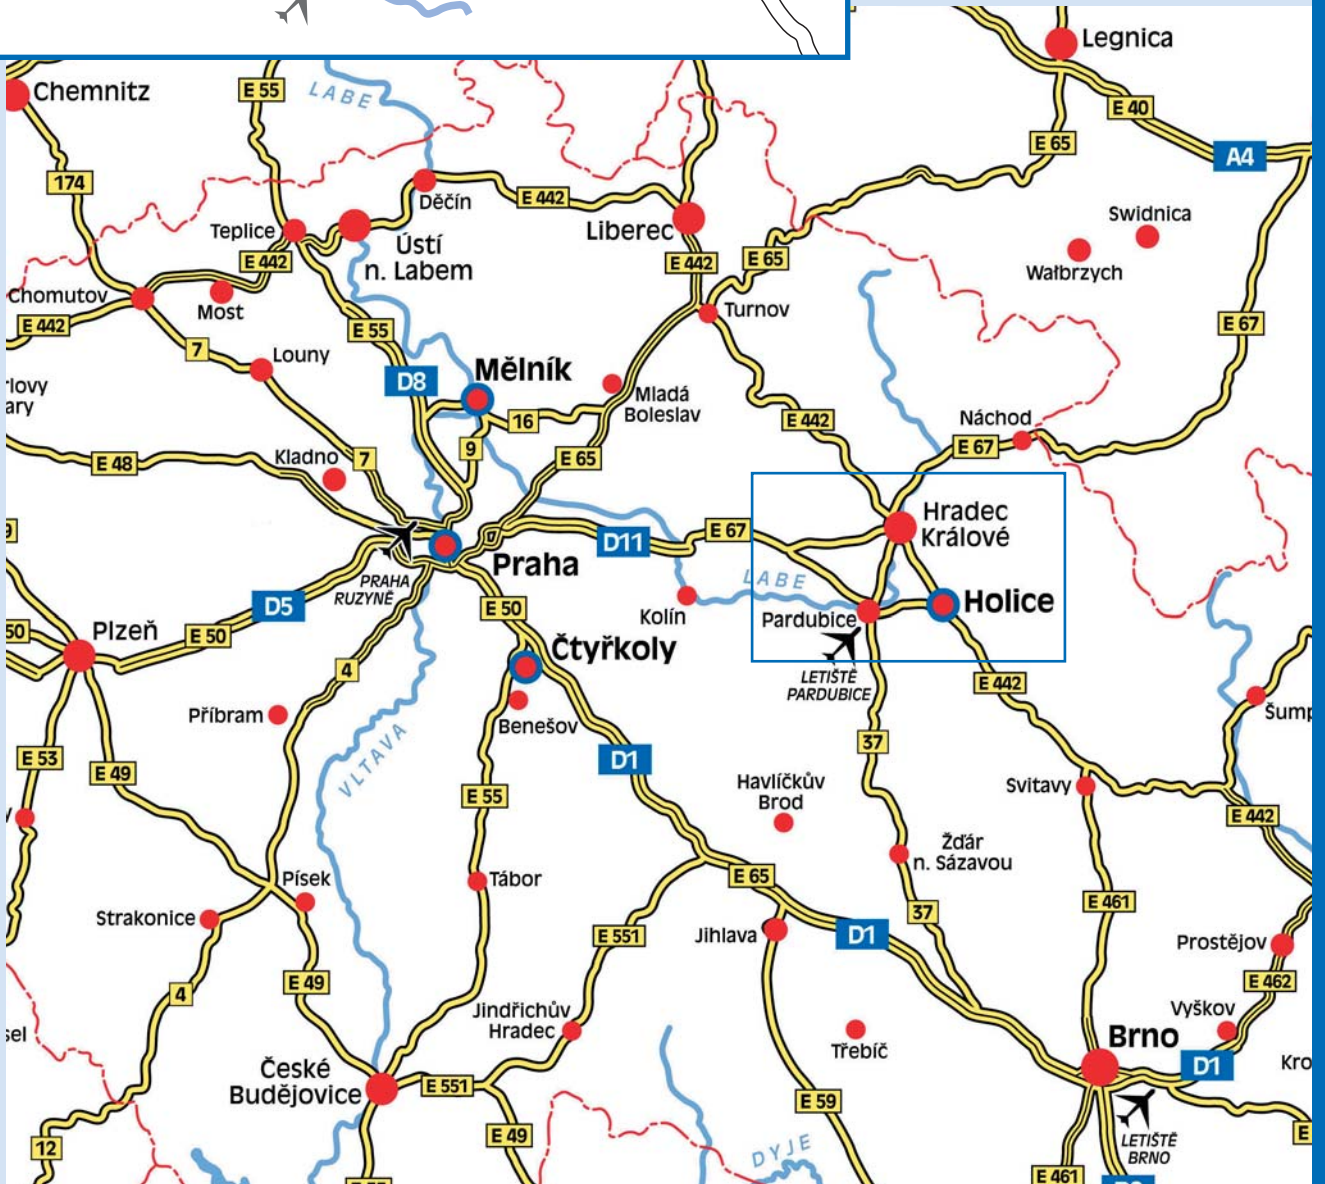 Legnica
Chemnitz
E 55
LABE
E 40
E 65
A4
174
Děčín
E 442
Swidnica
Teplice
Ústí
n. Labem
Liberec
E 442
E 442
E 65
Wałbrzych
Chomutov
Most
Turnov
E 442
E 55
E 67
7
Louny
Mělník
D8
Mladá
Boleslav
16
E 442
Náchod
9
E 67
Kladno
7
E 65
E 48
Hradec
Králové
E 67
D11
Praha
PRAHA
RUZYNĚ
LABE
D5
E 50
Kolín
Pardubice
Holice
50
Plzeň
E 50
Čtyřkoly
4
LETIŠTĚ
PARDUBICE
E 442
Příbram
Benešov
Šump
VLTAVA
37
E 53
E 49
D1
Havlíčkův
Brod
Svitavy
E 55
E 442
Žďár
n. Sázavou
Písek
Tábor
E 65
E 461
Strakonice
37
E 551
Jihlava
D1
Prostějov
E 49
E 462
4
Jindřichův
Hradec
Vyškov
Třebíč
Brno
České
Budějovice
E 551
D1
Kro
E 59
12
E 49
LETIŠTĚ
BRNO
DYJE
E 461